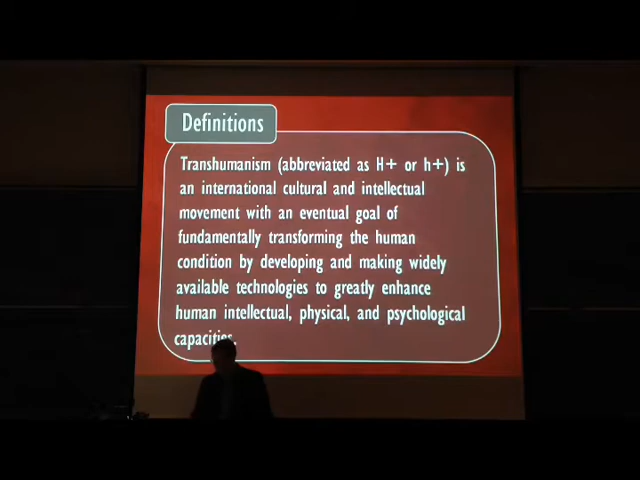 Definitions
Transhumanism (abbreviated as H+ or h+) is
an international cultural and intellectual
movement with an eventual goal of
fundamentally transforming the human
condition by developing and making widely
available technologies to greatly enhance
human intellectual, physical, and psychological
capacities.